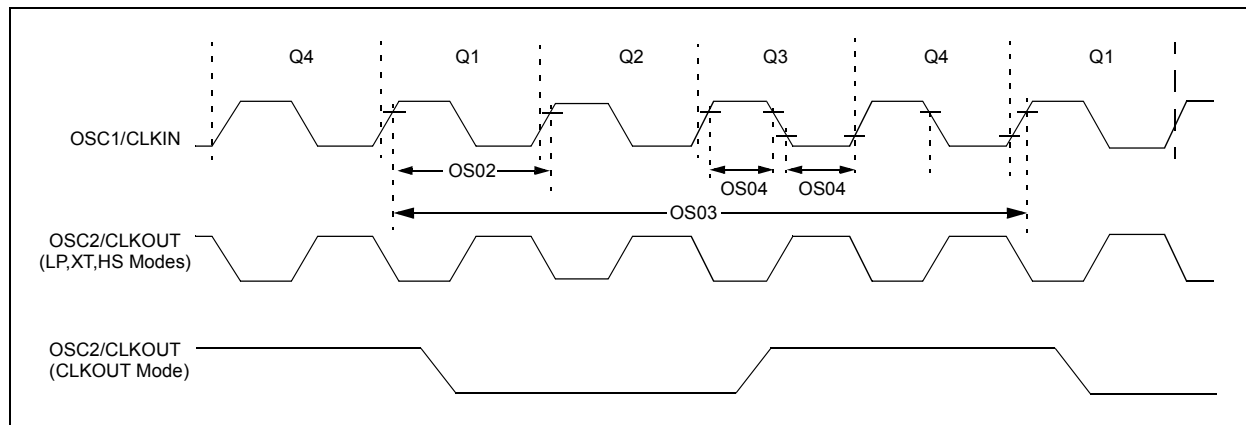 Q4 Q1 Q2 Q3 Q4 Q1
OSC1/CLKIN
OS02
OS04 OS04
OS03
OSC2/CLKOUT
(LP,XT,HS Modes)
OSC2/CLKOUT
(CLKOUT Mode)